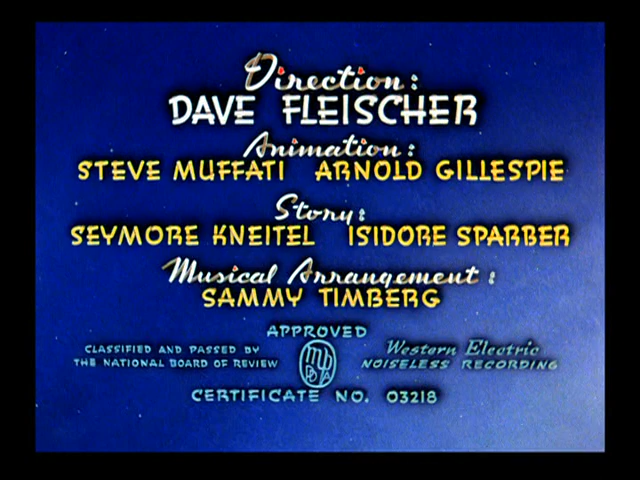 Direction:
DAVE FLEISCHER
Animation:
STEVE MUFFATI ARNOLD GILLESPIE
Story:
SEYMORE KNEITEL ISIDORE SPARBER
Musical Arrangement:
SAMMY TIMBERG
APPROVED
CLASSIFIED AND PASSED BY
THE NATIONAL BOARD OF REVIEW
Western Electric
NOISELESS RECORDING
CERTIFICATE NO. 03218